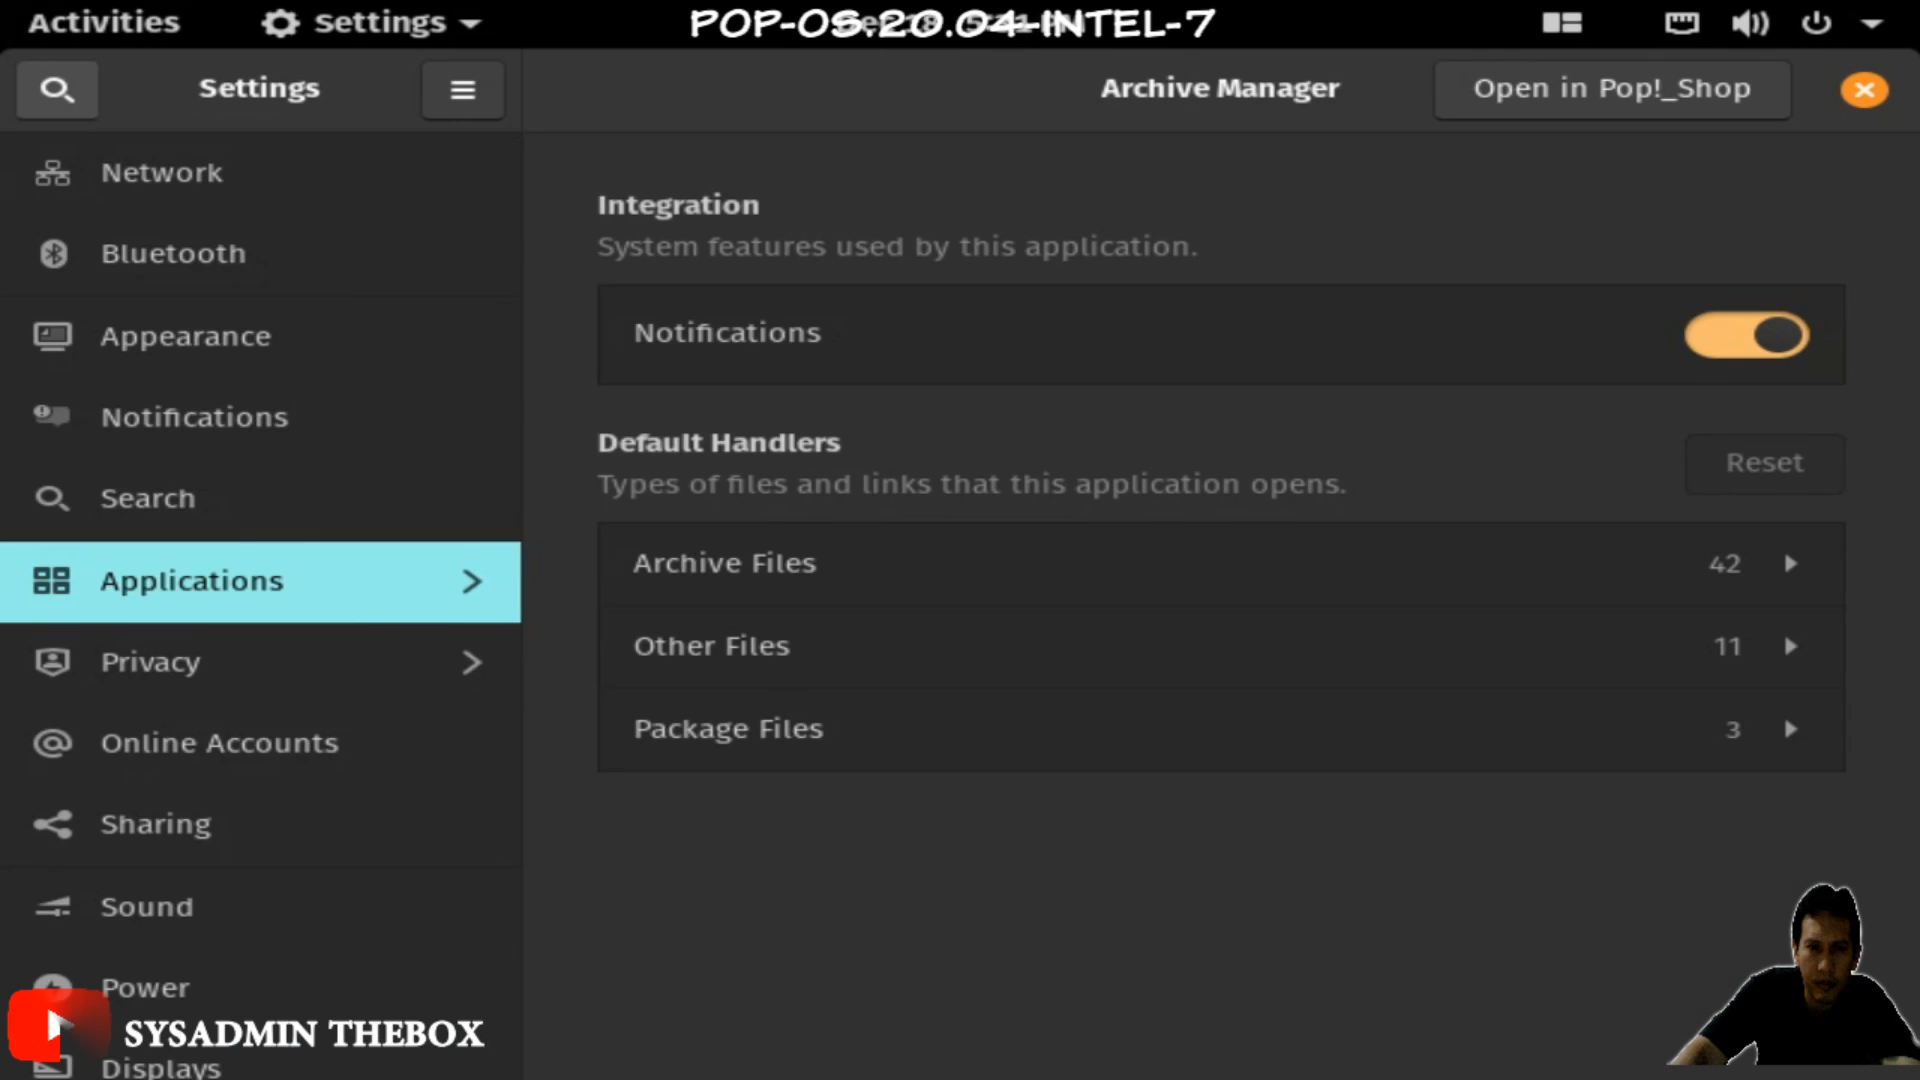 Activities
Settings
POP-OS.20.04-INTEL-7
Settings
Archive Manager
Open in Pop!_Shop
Network
Bluetooth
Appearance
Notifications
Search
Applications
Privacy
Online Accounts
Sharing
Sound
Power
Displays
Integration
System features used by this application.
Notifications
Default Handlers
Types of files and links that this application opens.
Reset
Archive Files
42
Other Files
11
Package Files
3
SYSADMIN THEBOX